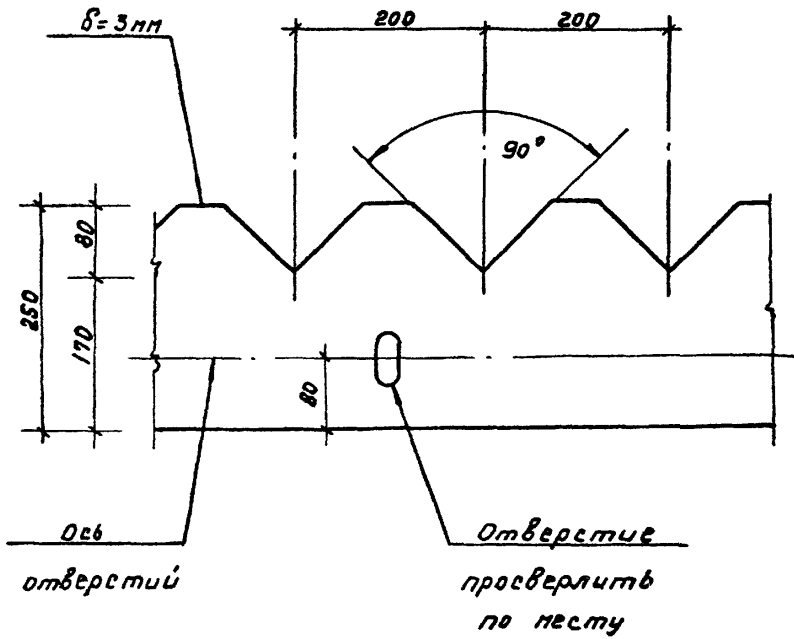 δ=3мм
200
200
90°
80
250
170
80
Ось
отверстий
Отверстие
просверлить
по месту